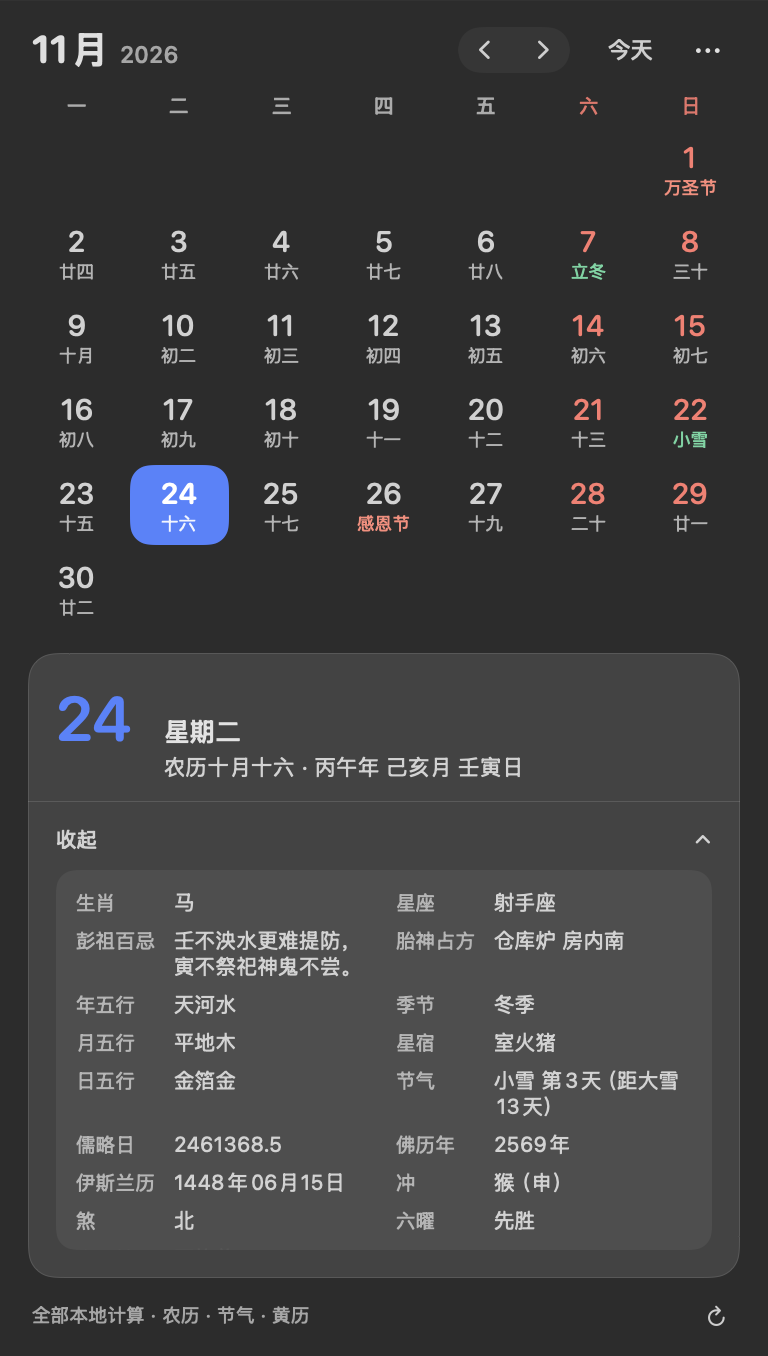 11月 2026 今天
一 二 三 四 五 六 日
1
万圣节
2 3 4 5 6 7 8
廿四 廿五 廿六 廿七 廿八 立冬 三十
9 10 11 12 13 14 15
十月 初二 初三 初四 初五 初六 初七
16 17 18 19 20 21 22
初八 初九 初十 十一 十二 十三 小雪
23 24 25 26 27 28 29
十五 十六 十七 感恩节 十九 二十 廿一
30
廿二
24 星期二
农历十月十六 · 丙午年 己亥月 壬寅日
收起
生肖 马 星座 射手座
彭祖百忌 壬不泱水更难提防, 胎神占方 仓库炉 房内南
寅不祭祀神鬼不尝。
年五行 天河水 季节 冬季
月五行 平地木 星宿 室火猪
日五行 金箔金 节气 小雪 第3天 (距大雪
13天)
儒略日 2461368.5 佛历年 2569年
伊斯兰历 1448年06月15日 冲 猴 (申)
煞 北 六曜 先胜
全部本地计算 · 农历 · 节气 · 黄历